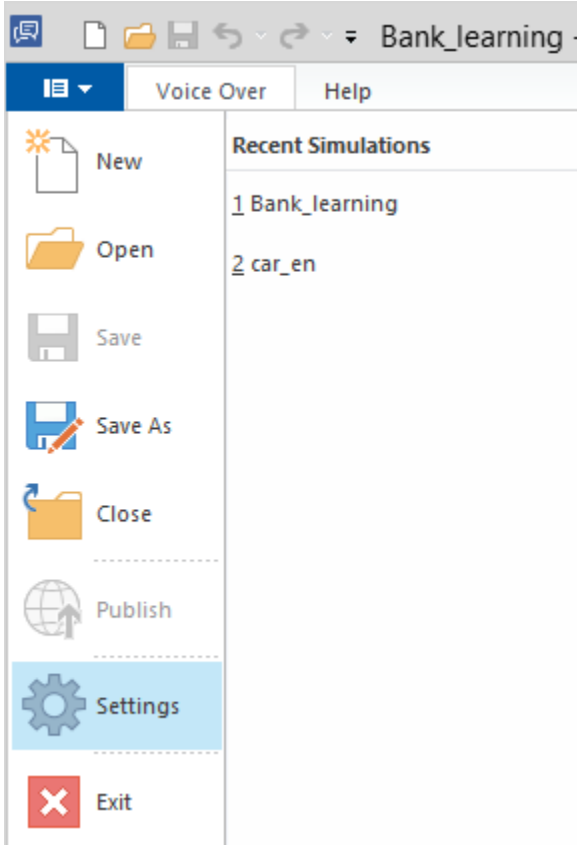 Bank_learning -
Voice Over Help
New
Open
Save
Save As
Close
Publish
Settings
Exit
Recent Simulations
1 Bank_learning
2 car_en